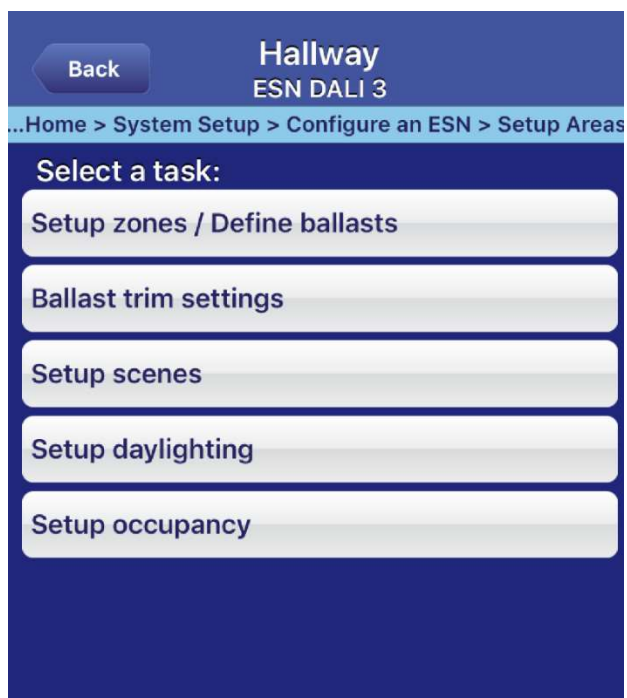 Back
Hallway
ESN DALI 3
...Home > System Setup > Configure an ESN > Setup Areas
Select a task:
Setup zones / Define ballasts
Ballast trim settings
Setup scenes
Setup daylighting
Setup occupancy